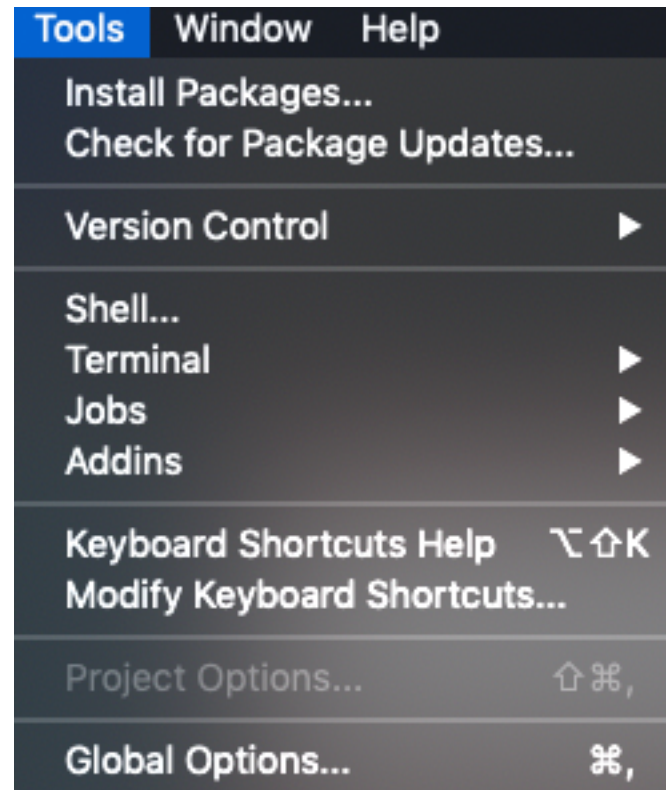 Tools Window Help
Install Packages...
Check for Package Updates...
Version Control ▶
Shell...
Terminal ▶
Jobs ▶
Addins ▶
Keyboard Shortcuts Help ⌥⇧K
Modify Keyboard Shortcuts...
Project Options... ⇧⌘,
Global Options... ⌘,